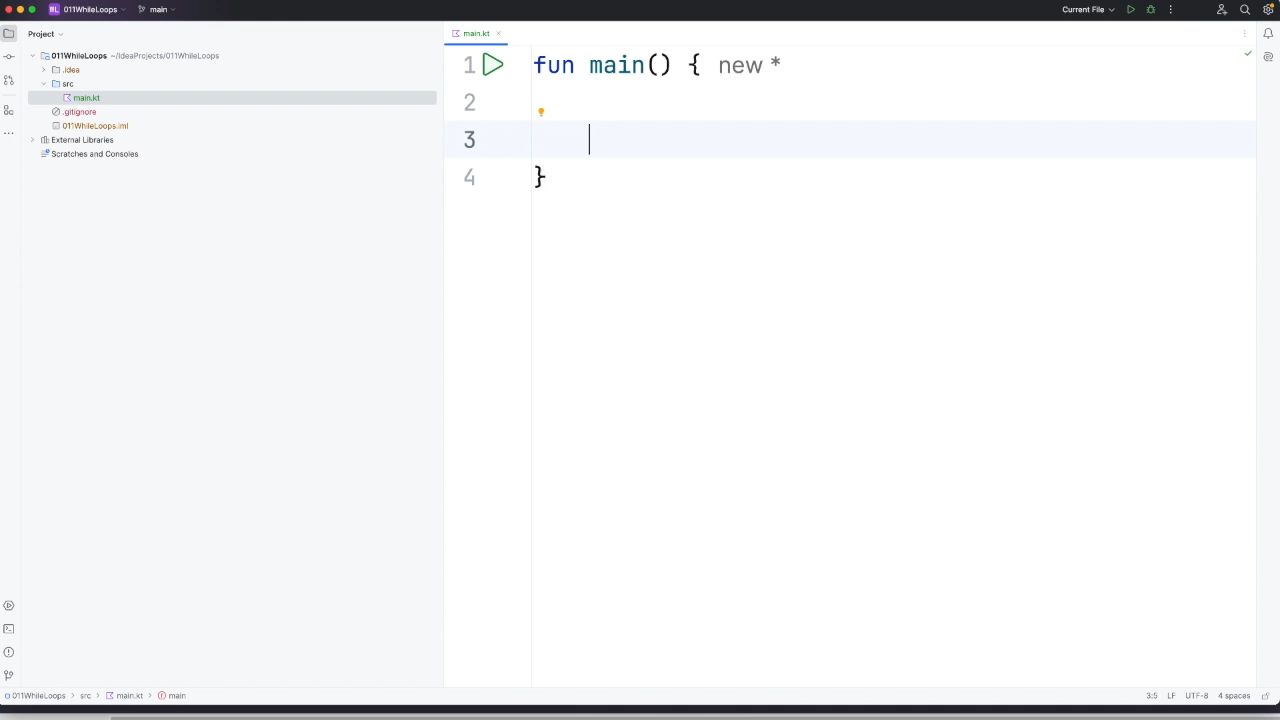 011WhileLoops main Current File
Project
main.kt
011WhileLoops ~/IdeaProjects/011WhileLoops
.idea
src
main.kt
.gitignore
011WhileLoops.iml
External Libraries
Scratches and Consoles
1 fun main() { new *
2
3
4 }
011WhileLoops > src > main.kt > main 3:5 LF UTF-8 4 spaces